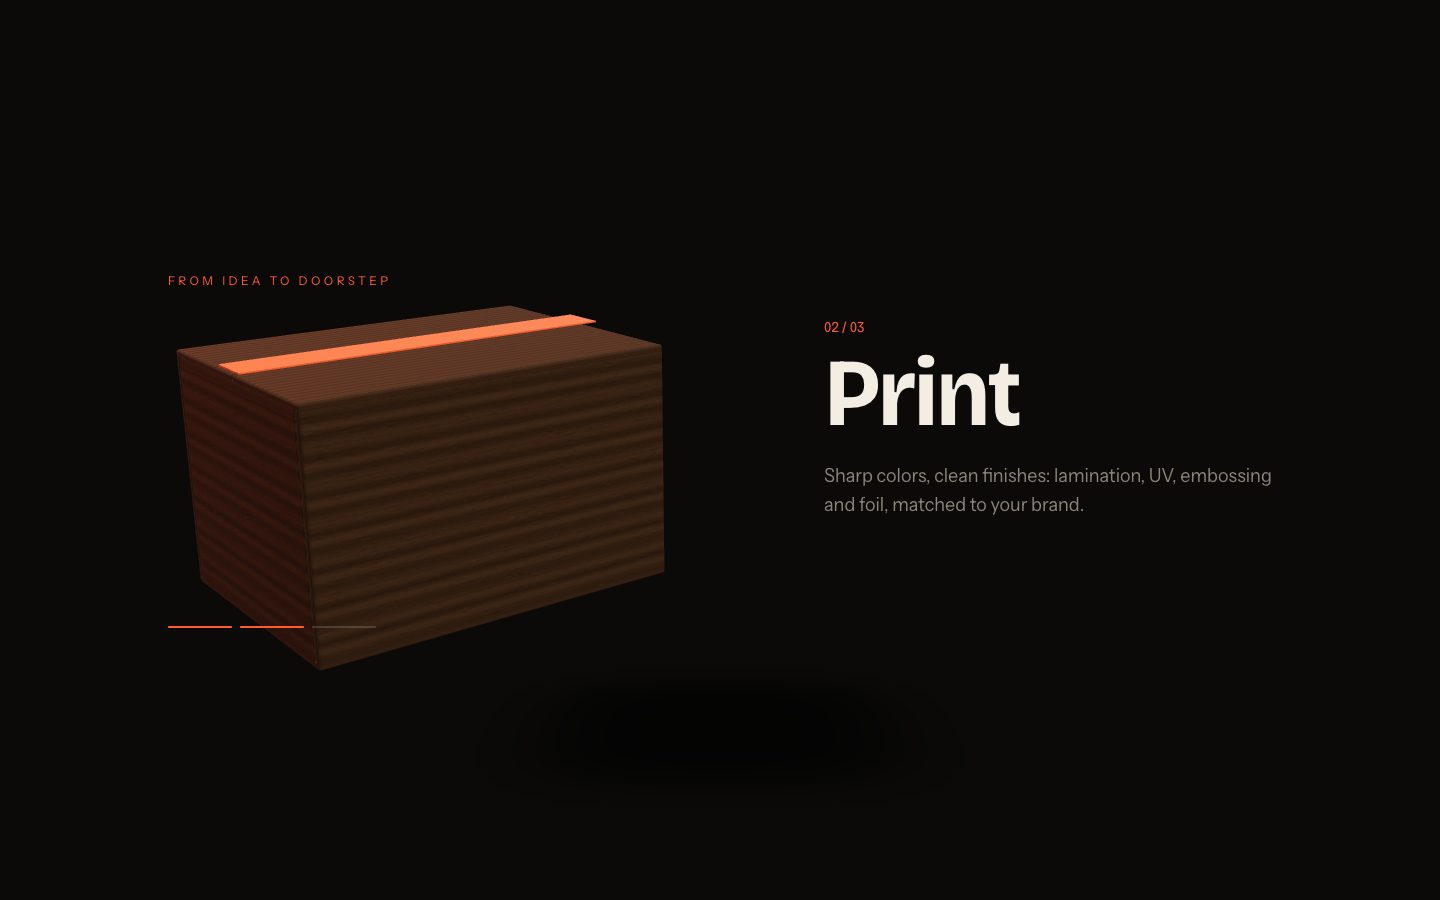 FROM IDEA TO DOORSTEP
02 / 03
Print
Sharp colors, clean finishes: lamination, UV, embossing
and foil, matched to your brand.